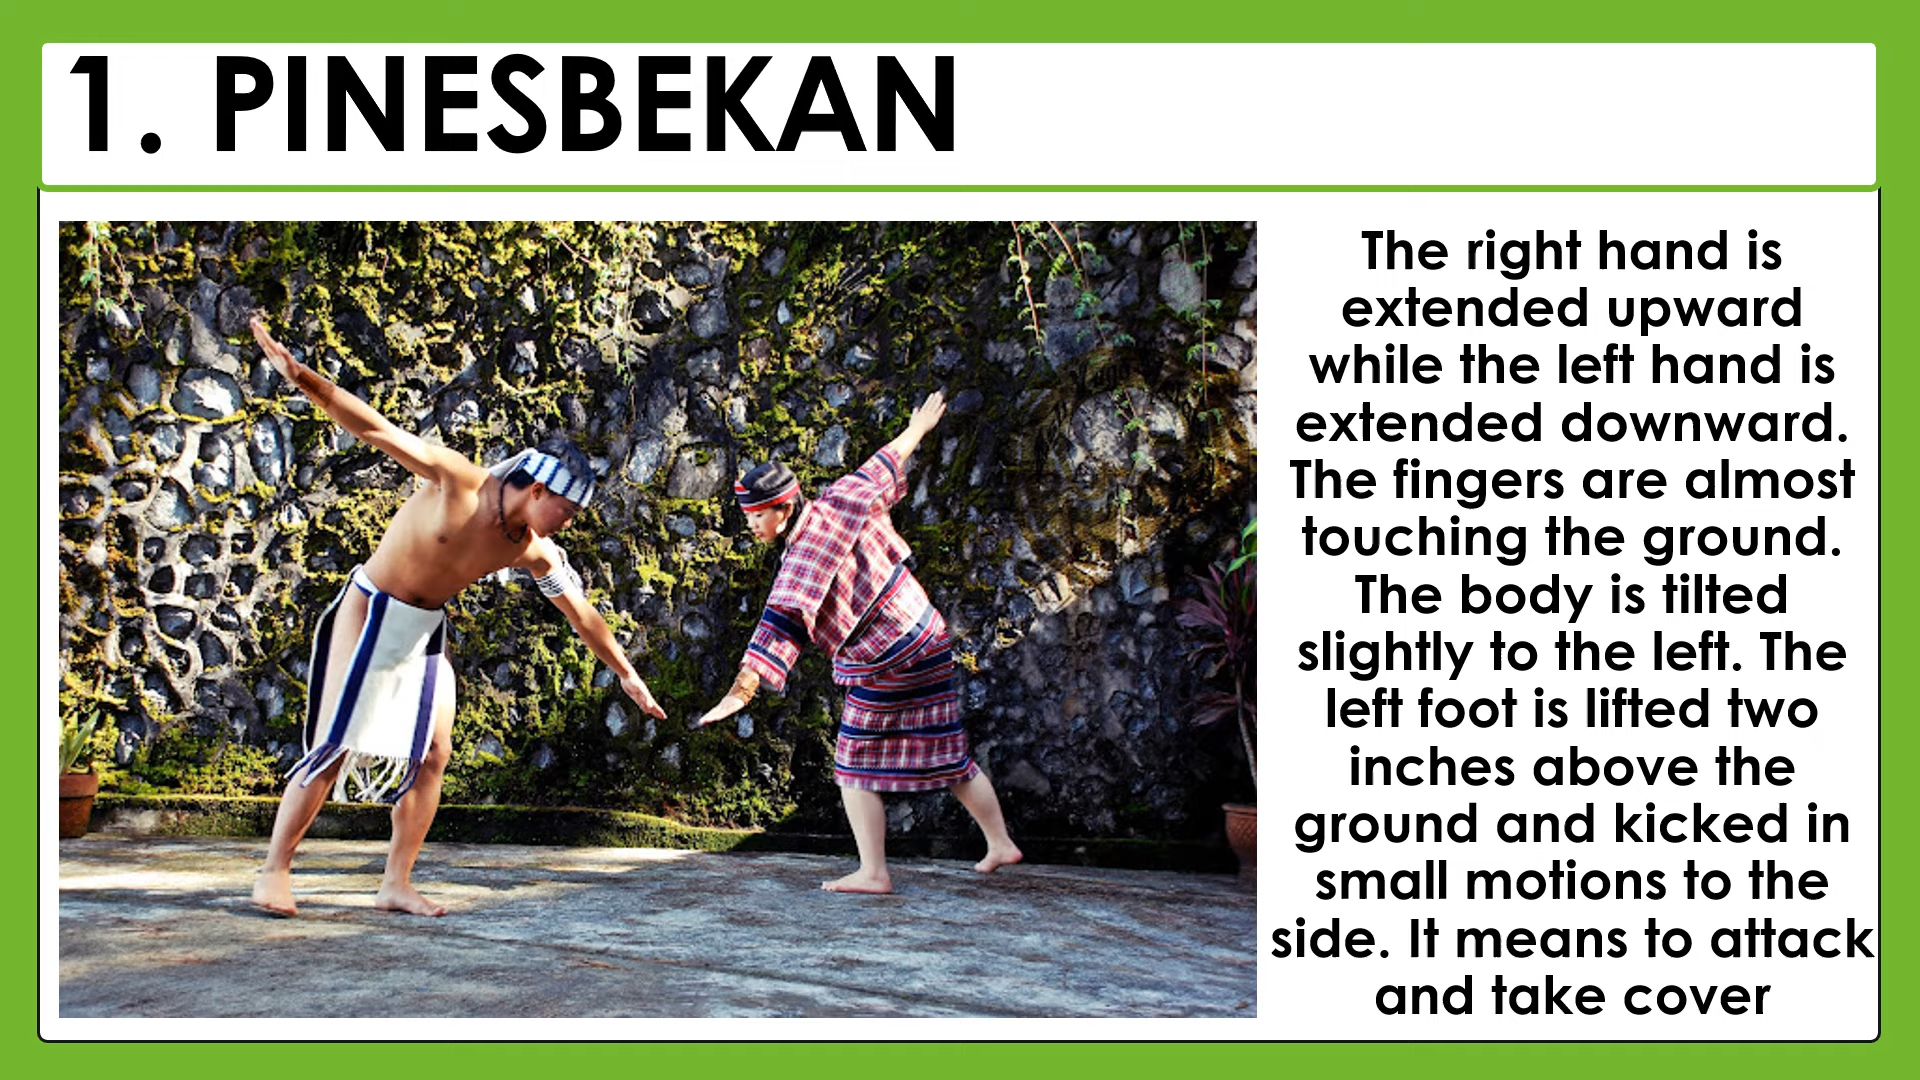 1. PINESBEKAN
The right hand is
extended upward
while the left hand is
extended downward.
The fingers are almost
touching the ground.
The body is tilted
slightly to the left. The
left foot is lifted two
inches above the
ground and kicked in
small motions to the
side. It means to attack
and take cover